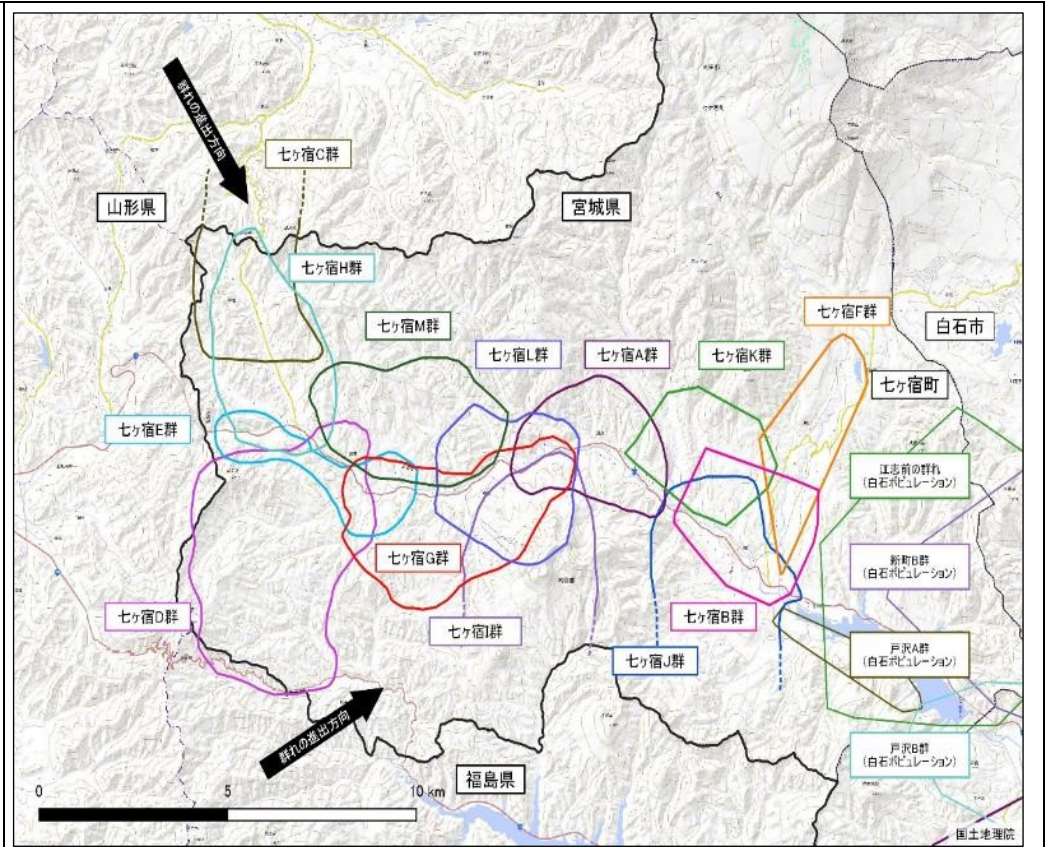 群れの進出方向
七ヶ宿C群
山形県
宮城県
七ヶ宿H群
七ヶ宿F群
七ヶ宿M群
七ヶ宿L群
七ヶ宿A群
七ヶ宿K群
白石市
七ヶ宿町
七ヶ宿E群
江志前の群れ
(白石ポピュレーション)
七ヶ宿G群
新町B群
(白石ポピュレーション)
七ヶ宿D群
七ヶ宿I群
七ヶ宿B群
七ヶ宿J群
戸沢A群
(白石ポピュレーション)
群れの進出方向
戸沢B群
(白石ポピュレーション)
福島県
0 5 10 km
国土地理院